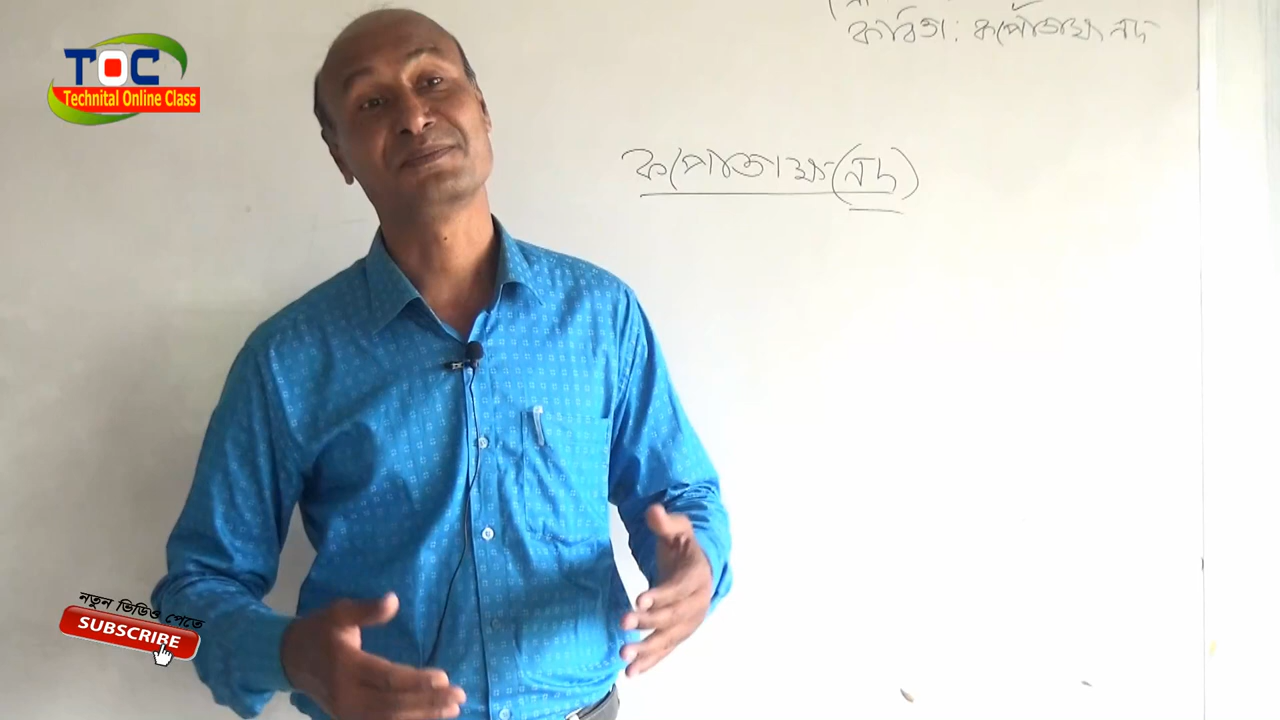 TOC
Technital Online Class
কবিতা : কপোতাক্ষ নদ
কপোতাক্ষ (নদ)
নতুন ভিডিও পেতে
SUBSCRIBE